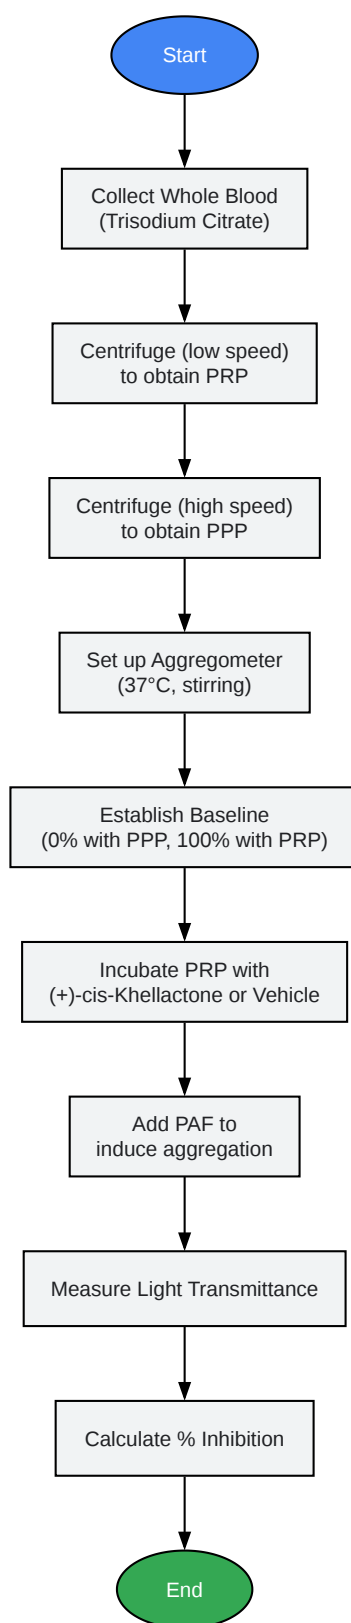 Start
Collect Whole Blood
(Trisodium Citrate)
Centrifuge (low speed)
to obtain PRP
Centrifuge (high speed)
to obtain PPP
Set up Aggregometer
(37°C, stirring)
Establish Baseline
(0% with PPP, 100% with PRP)
Incubate PRP with
(+)-cis-Khellactone or Vehicle
Add PAF to
induce aggregation
Measure Light Transmittance
Calculate % Inhibition
End